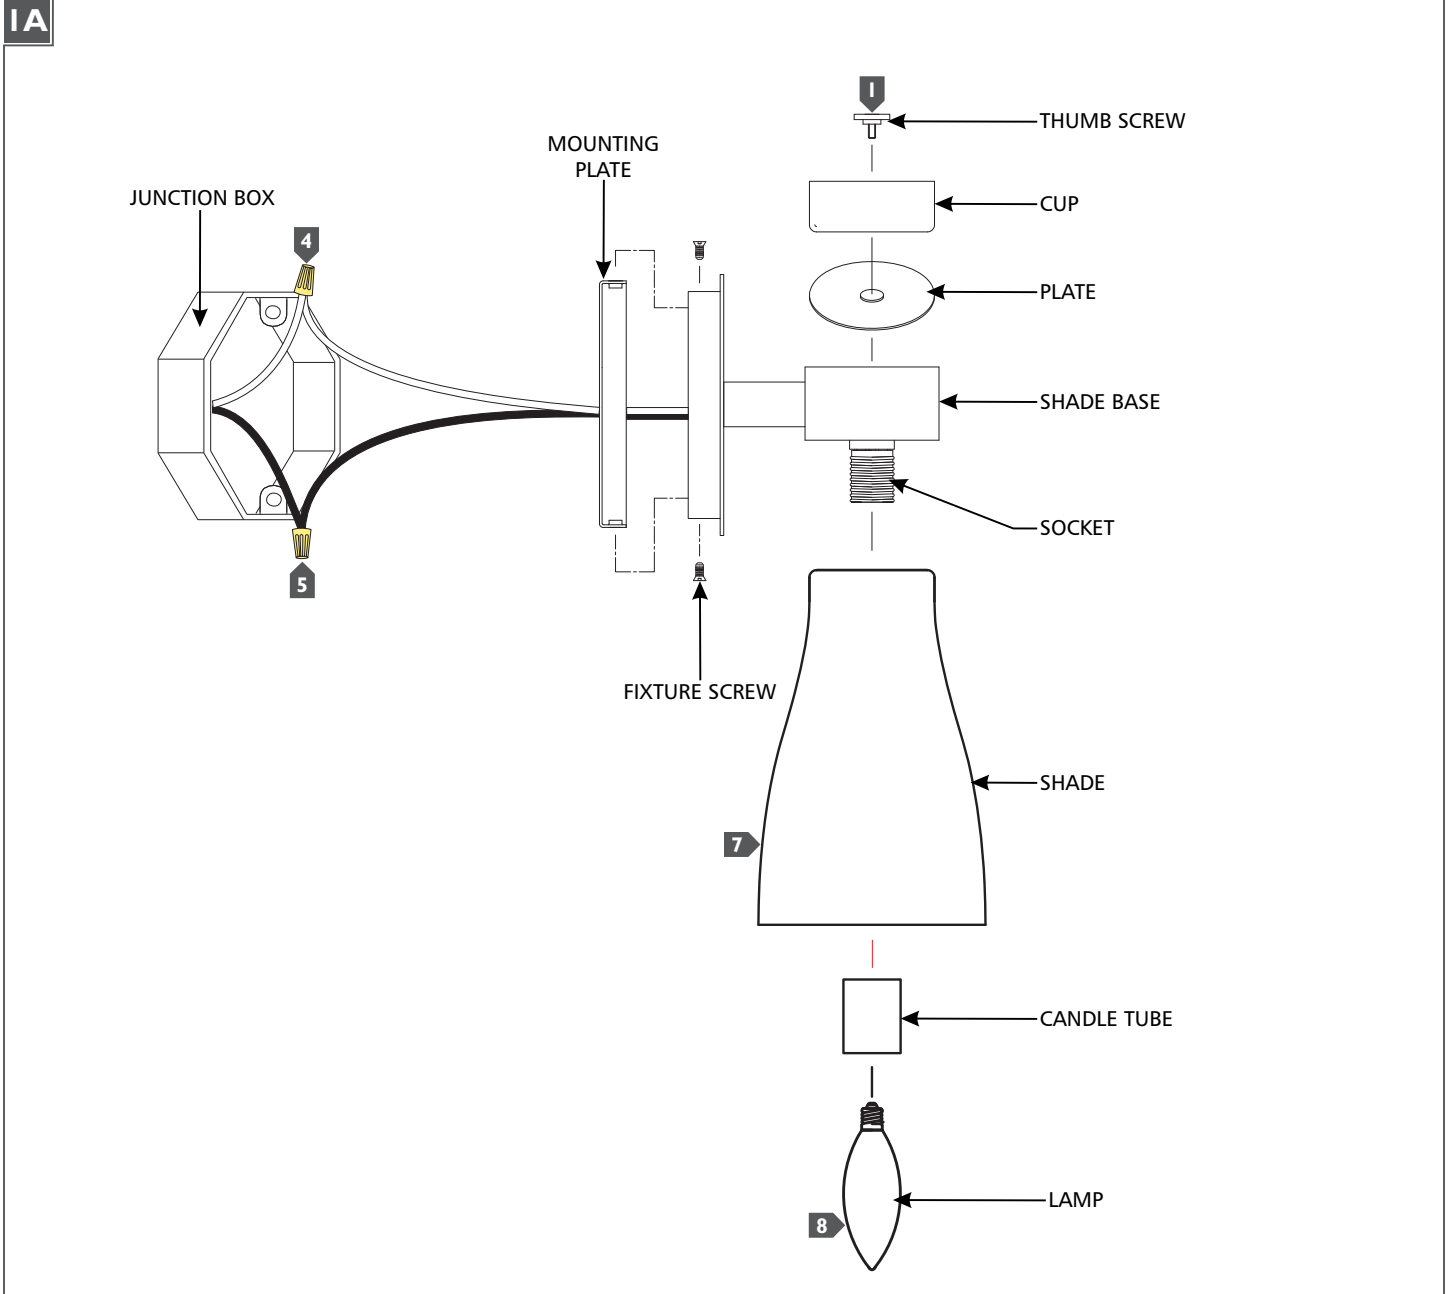 1A
1
THUMB SCREW
MOUNTING
PLATE
JUNCTION BOX
CUP
4
PLATE
SHADE BASE
SOCKET
5
FIXTURE SCREW
SHADE
7
CANDLE TUBE
LAMP
8